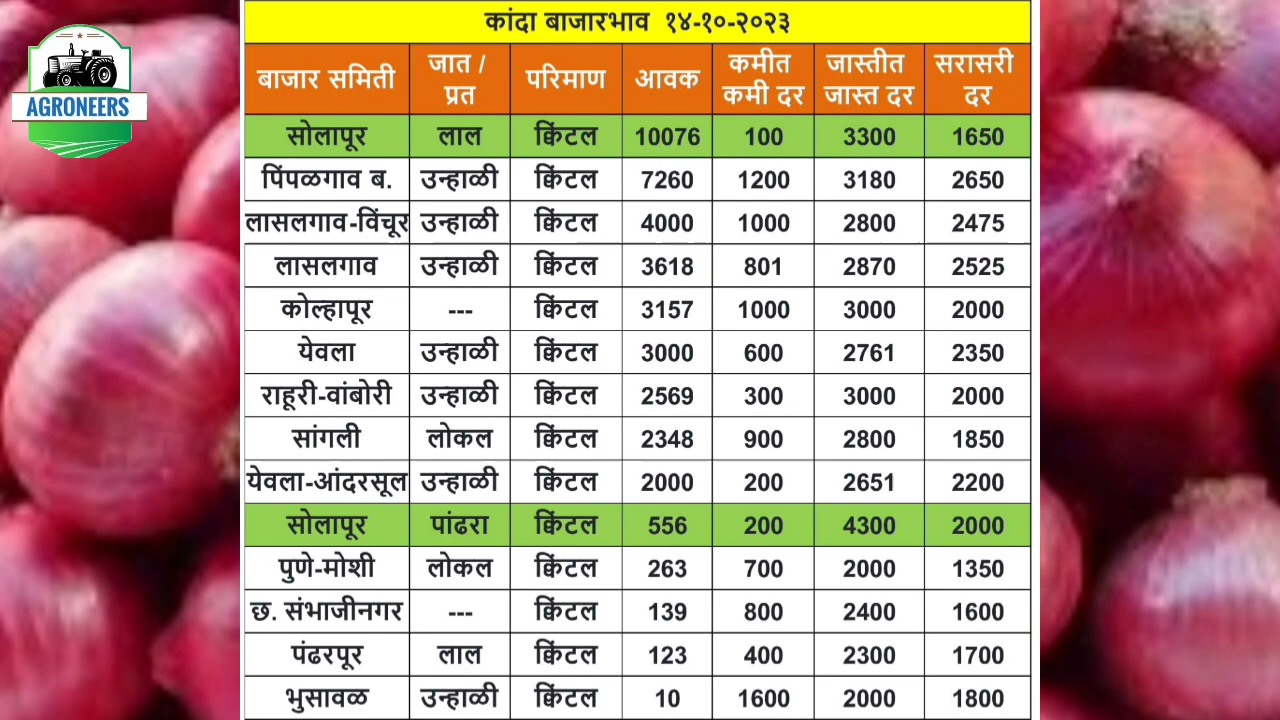 AGRONEERS
कांदा बाजारभाव १४-१०-२०२३
बाजार समिती जात / प्रत परिमाण आवक कमीत कमी दर जास्तीत जास्त दर सरासरी दर
सोलापूर लाल क्विंटल 10076 100 3300 1650
पिंपळगाव ब. उन्हाळी क्विंटल 7260 1200 3180 2650
लासलगाव-विंचूर उन्हाळी क्विंटल 4000 1000 2800 2475
लासलगाव उन्हाळी क्विंटल 3618 801 2870 2525
कोल्हापूर --- क्विंटल 3157 1000 3000 2000
येवला उन्हाळी क्विंटल 3000 600 2761 2350
राहूरी-वांबोरी उन्हाळी क्विंटल 2569 300 3000 2000
सांगली लोकल क्विंटल 2348 900 2800 1850
येवला-आंदरसूल उन्हाळी क्विंटल 2000 200 2651 2200
सोलापूर पांढरा क्विंटल 556 200 4300 2000
पुणे-मोशी लोकल क्विंटल 263 700 2000 1350
छ. संभाजीनगर --- क्विंटल 139 800 2400 1600
पंढरपूर लाल क्विंटल 123 400 2300 1700
भुसावळ उन्हाळी क्विंटल 10 1600 2000 1800